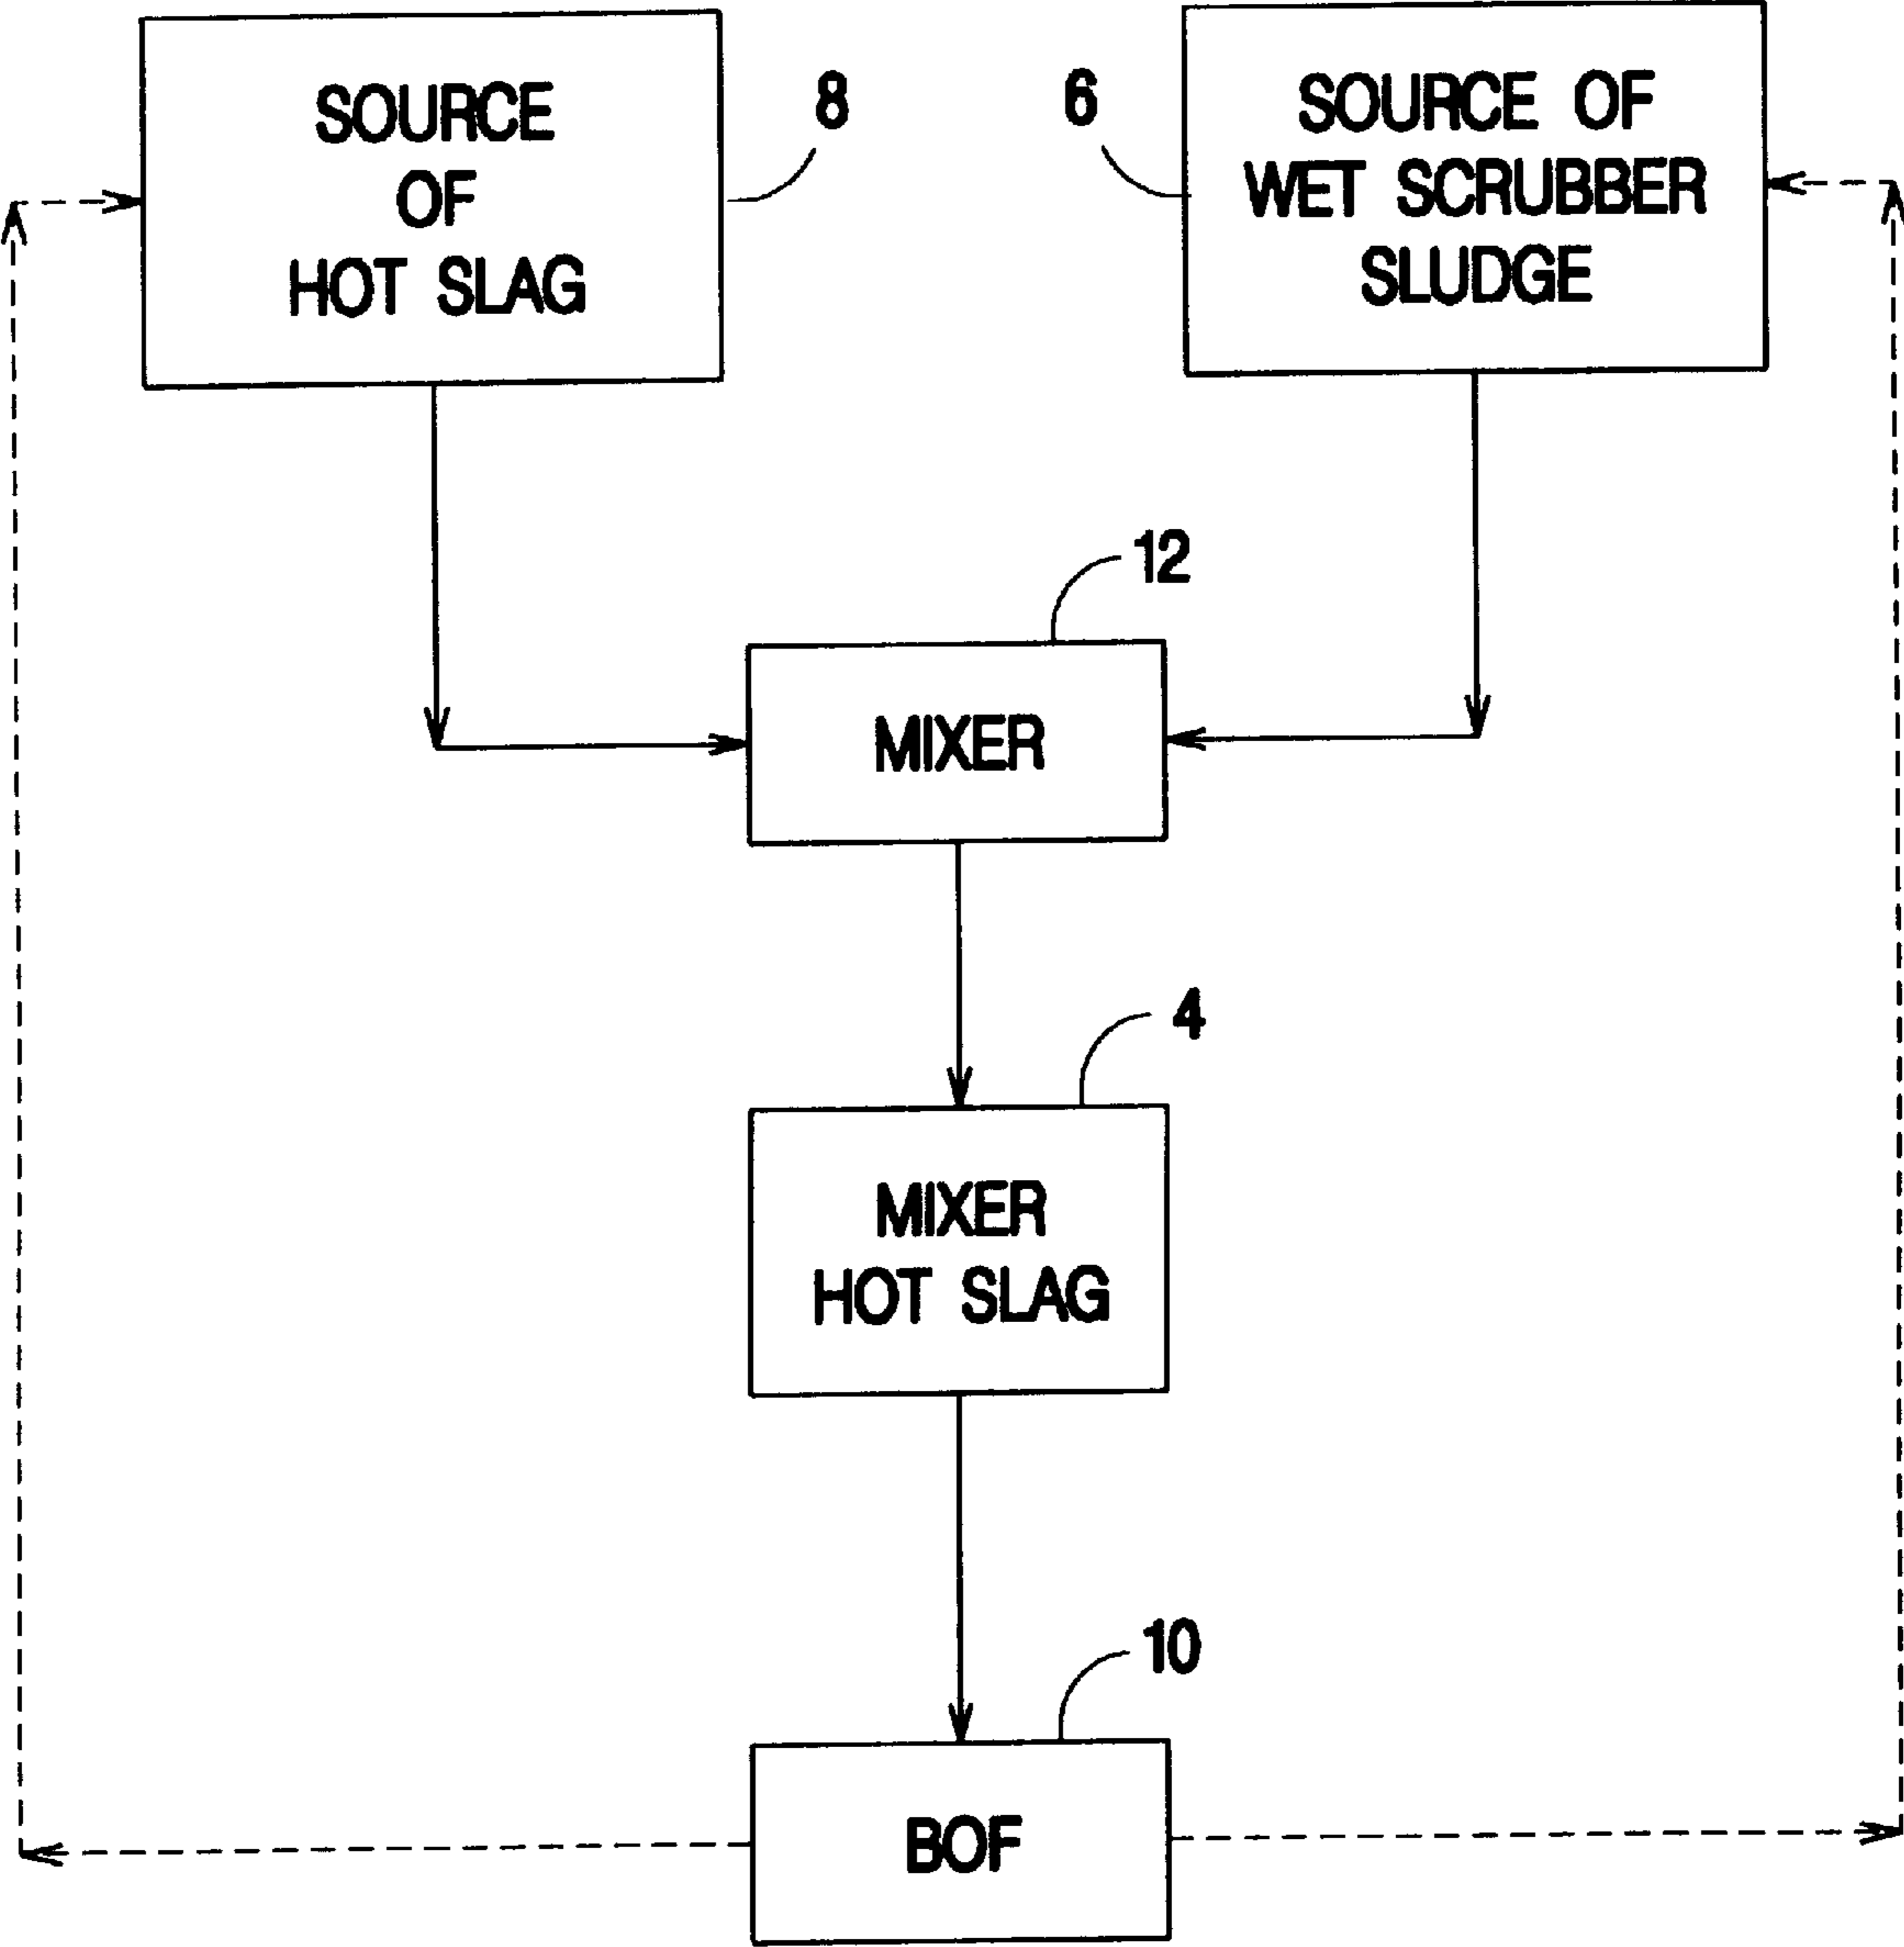 SOURCE
OF
HOT SLAG
8
6
SOURCE OF
WET SCRUBBER
SLUDGE
12
MIXER
4
MIXER
HOT SLAG
10
BOF